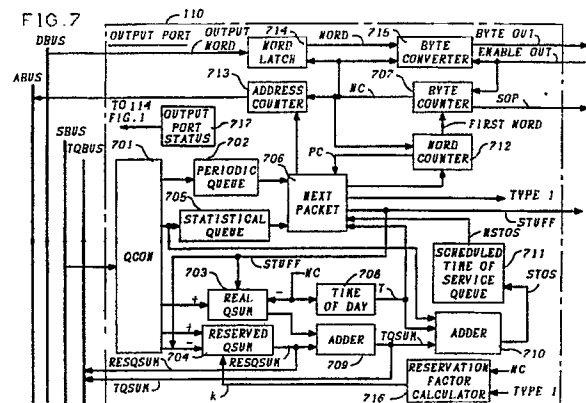 FIG.7
110
OUTPUT PORT
OUTPUT
WORD
DBUS
714
WORD
LATCH
WORD
715
BYTE
CONVERTER
BYTE OUT
ENABLE OUT
ABUS
713
ADDRESS
COUNTER
WC
707
BYTE
COUNTER
SOP
TO
114
FIG.1
OUTPUT
PORT
STATUS
717
FIRST WORD
SBUS
TQBUS
701
702
PERIODIC
QUEUE
706
PC
WORD
COUNTER
712
NEXT
PACKET
TYPE 1
STUFF
705
STATISTICAL
QUEUE
NSTOS
711
QCON
STUFF
WC
SCHEDULED
TIME OF
SERVICE
QUEUE
703
REAL
QSUM
708
TIME
OF DAY
T
STOS
+
-
+
-
RESERVED
QSUM
704
RESQSUM
ADDER
709
TQSUM
ADDER
710
RESQSUM
TQSUM
k
RESERVATION
FACTOR
CALCULATOR
716
WC
TYPE 1